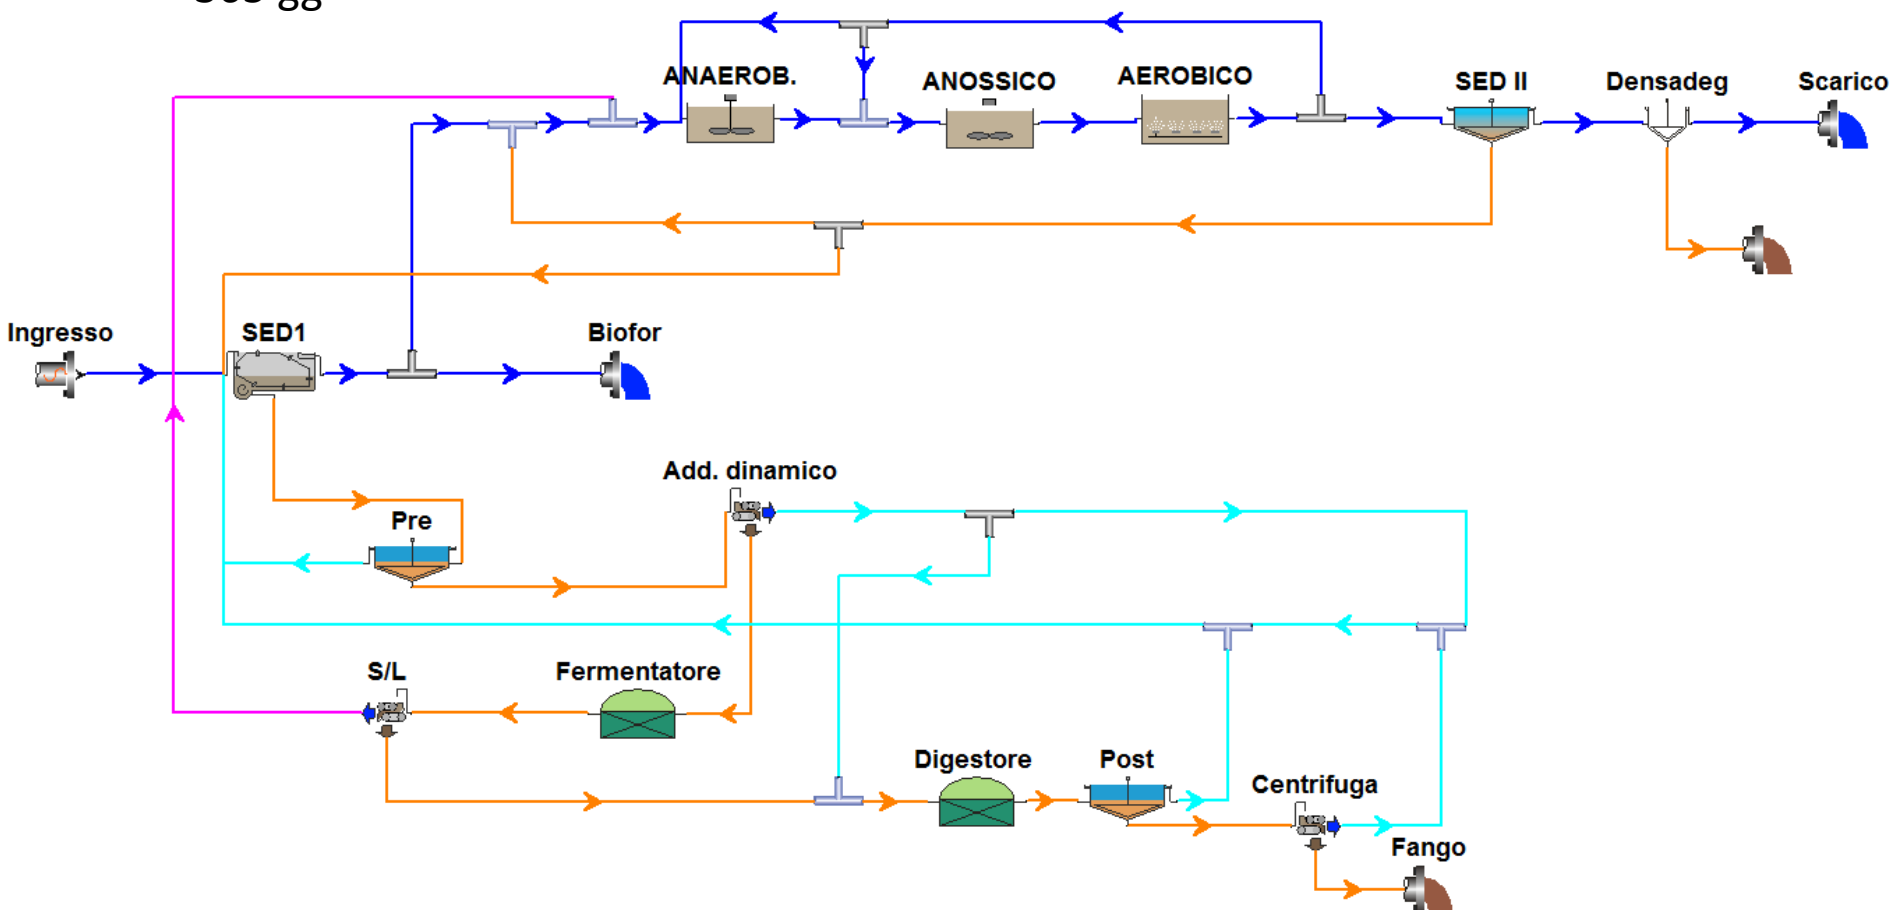 ANAEROB.
ANOSSICO
AEROBICO
SED II
Densadeg
Scarico
Ingresso
SED1
Biofor
Add. dinamico
Pre
S/L
Fermentatore
Digestore
Post
Centrifuga
Fango